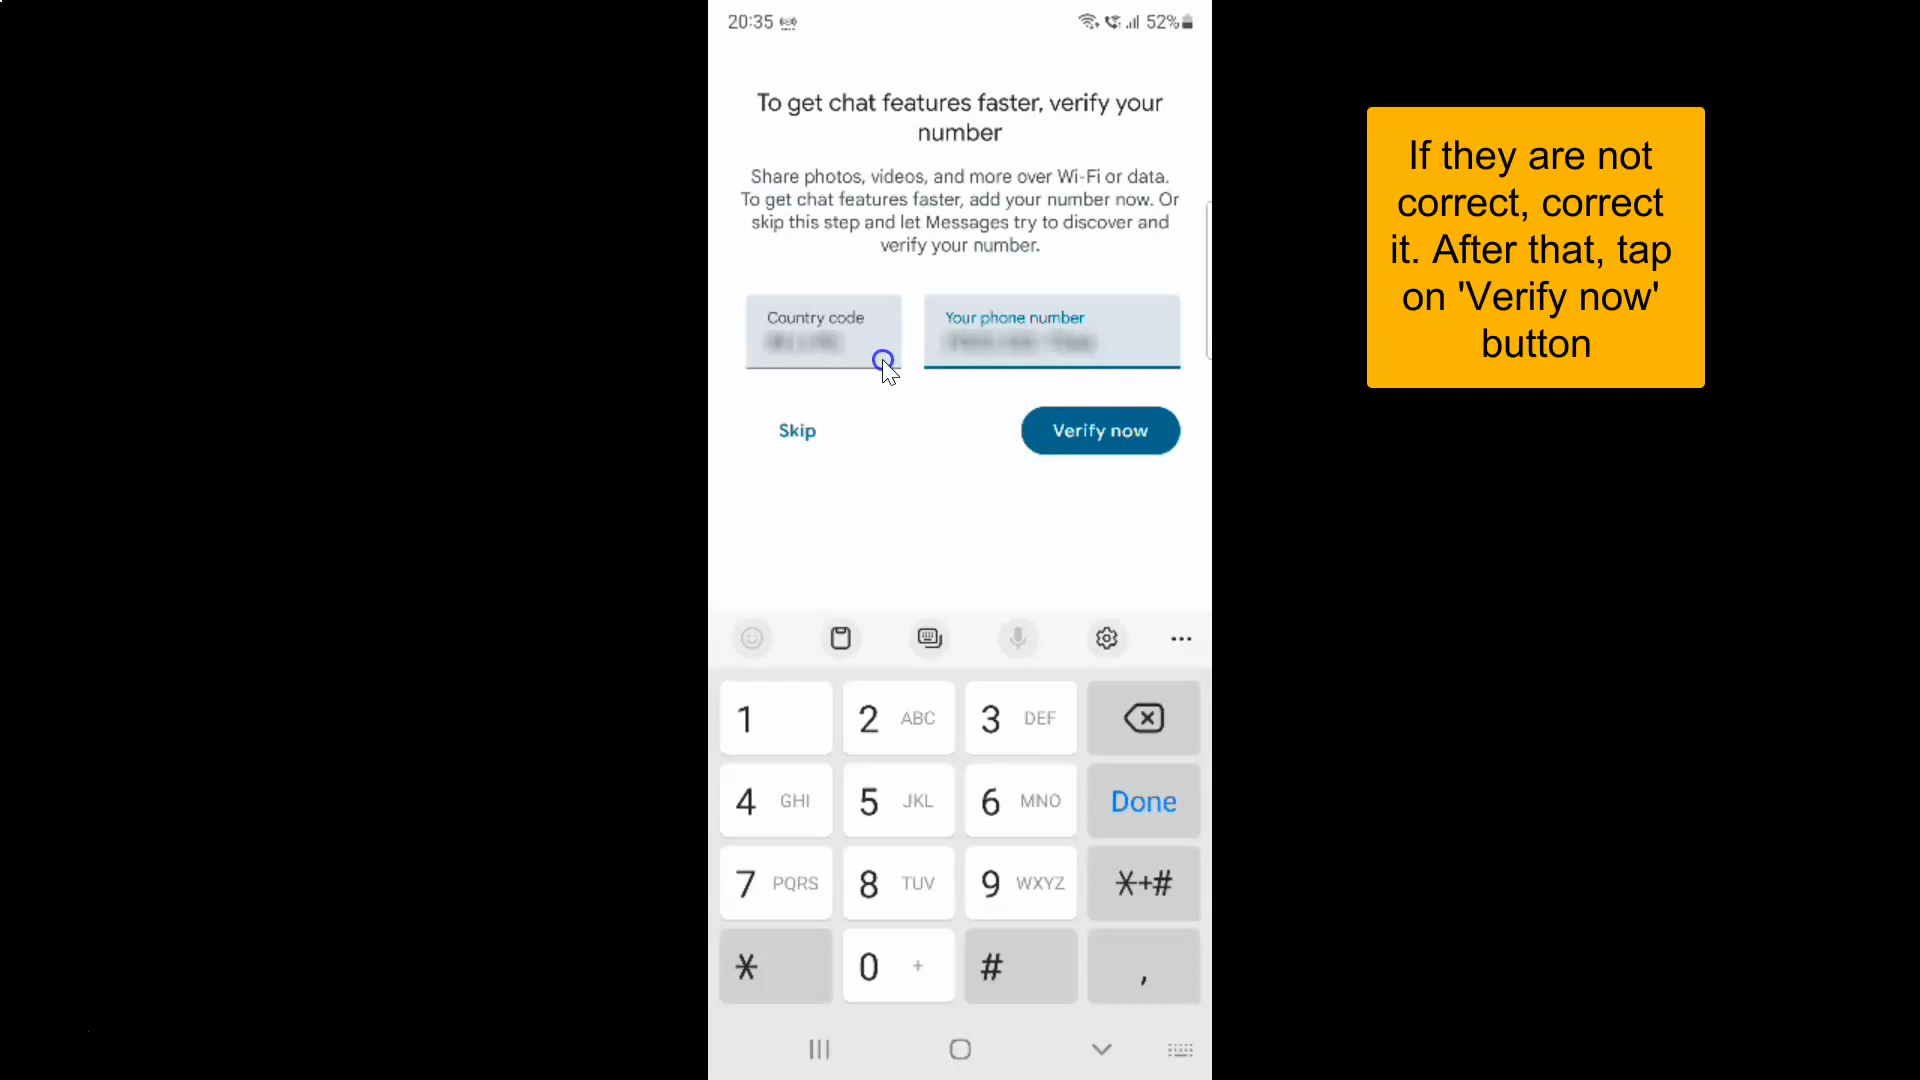 20:35
52%
To get chat features faster, verify your
number
Share photos, videos, and more over Wi-Fi or data.
To get chat features faster, add your number now. Or
skip this step and let Messages try to discover and
verify your number.
Country code
Your phone number
Skip
Verify now
If they are not
correct, correct
it. After that, tap
on 'Verify now'
button
1
2 ABC
3 DEF
4 GHI
5 JKL
6 MNO
Done
7 PQRS
8 TUV
9 WXYZ
*+#
*
0 +
#
,